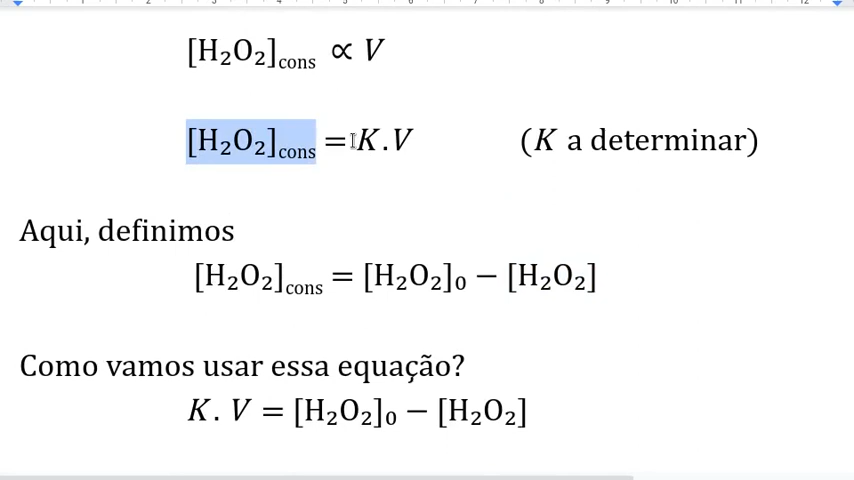 [H₂O₂]cons ∝ V
[H₂O₂]cons = K.V (K a determinar)
Aqui, definimos
[H₂O₂]cons = [H₂O₂]₀ − [H₂O₂]
Como vamos usar essa equação?
K. V = [H₂O₂]₀ − [H₂O₂]